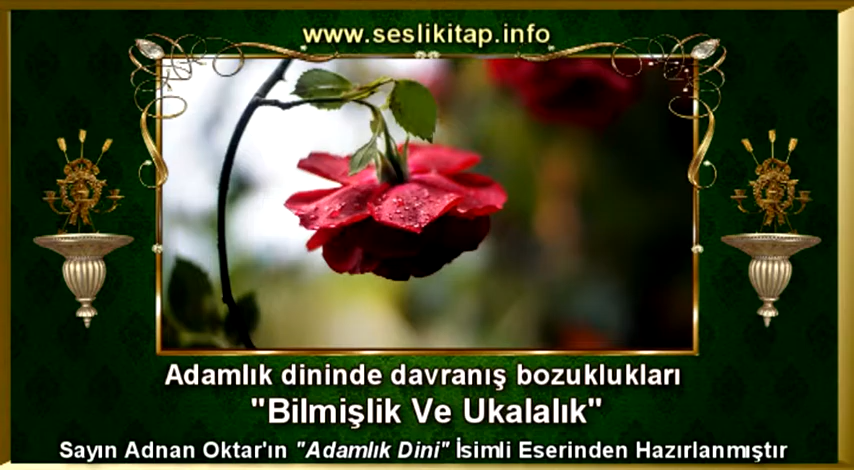 www.seslikitap.info
Adamlık dininde davranış bozuklukları
"Bilmişlik Ve Ukalalık"
Sayın Adnan Oktar'ın "Adamlık Dini" İsimli Eserinden Hazırlanmıştır